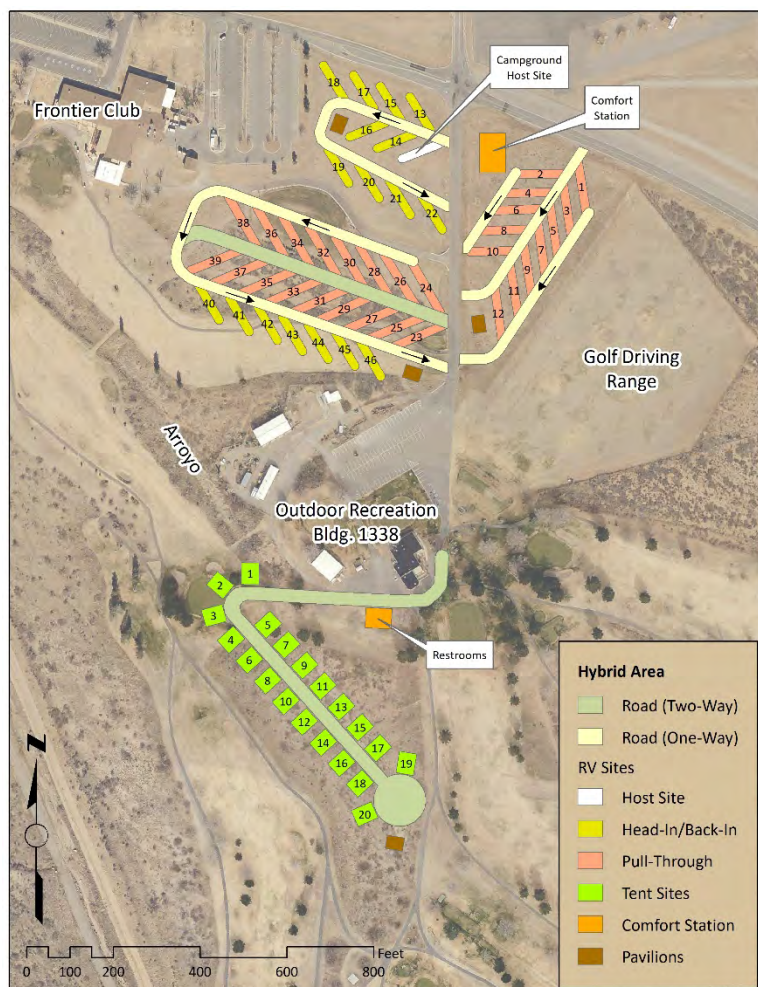 Campground
Host Site
Comfort
Station
Frontier Club
18
17
15
13
16
14
19
20
21
22
2
4
6
8
10
1
3
5
7
9
11
12
38
36
34
32
30
28
26
24
39
37
35
33
31
29
27
25
23
40
41
42
43
44
45
46
Golf Driving
Range
Arroyo
Outdoor Recreation
Bldg. 1338
1
2
3
4
5
6
7
8
9
10
11
12
13
14
15
16
17
18
19
20
Restrooms
N
Hybrid Area
Road (Two-Way)
Road (One-Way)
RV Sites
Host Site
Head-In/Back-In
Pull-Through
Tent Sites
Comfort Station
Pavilions
Feet
0 100 200 400 600 800